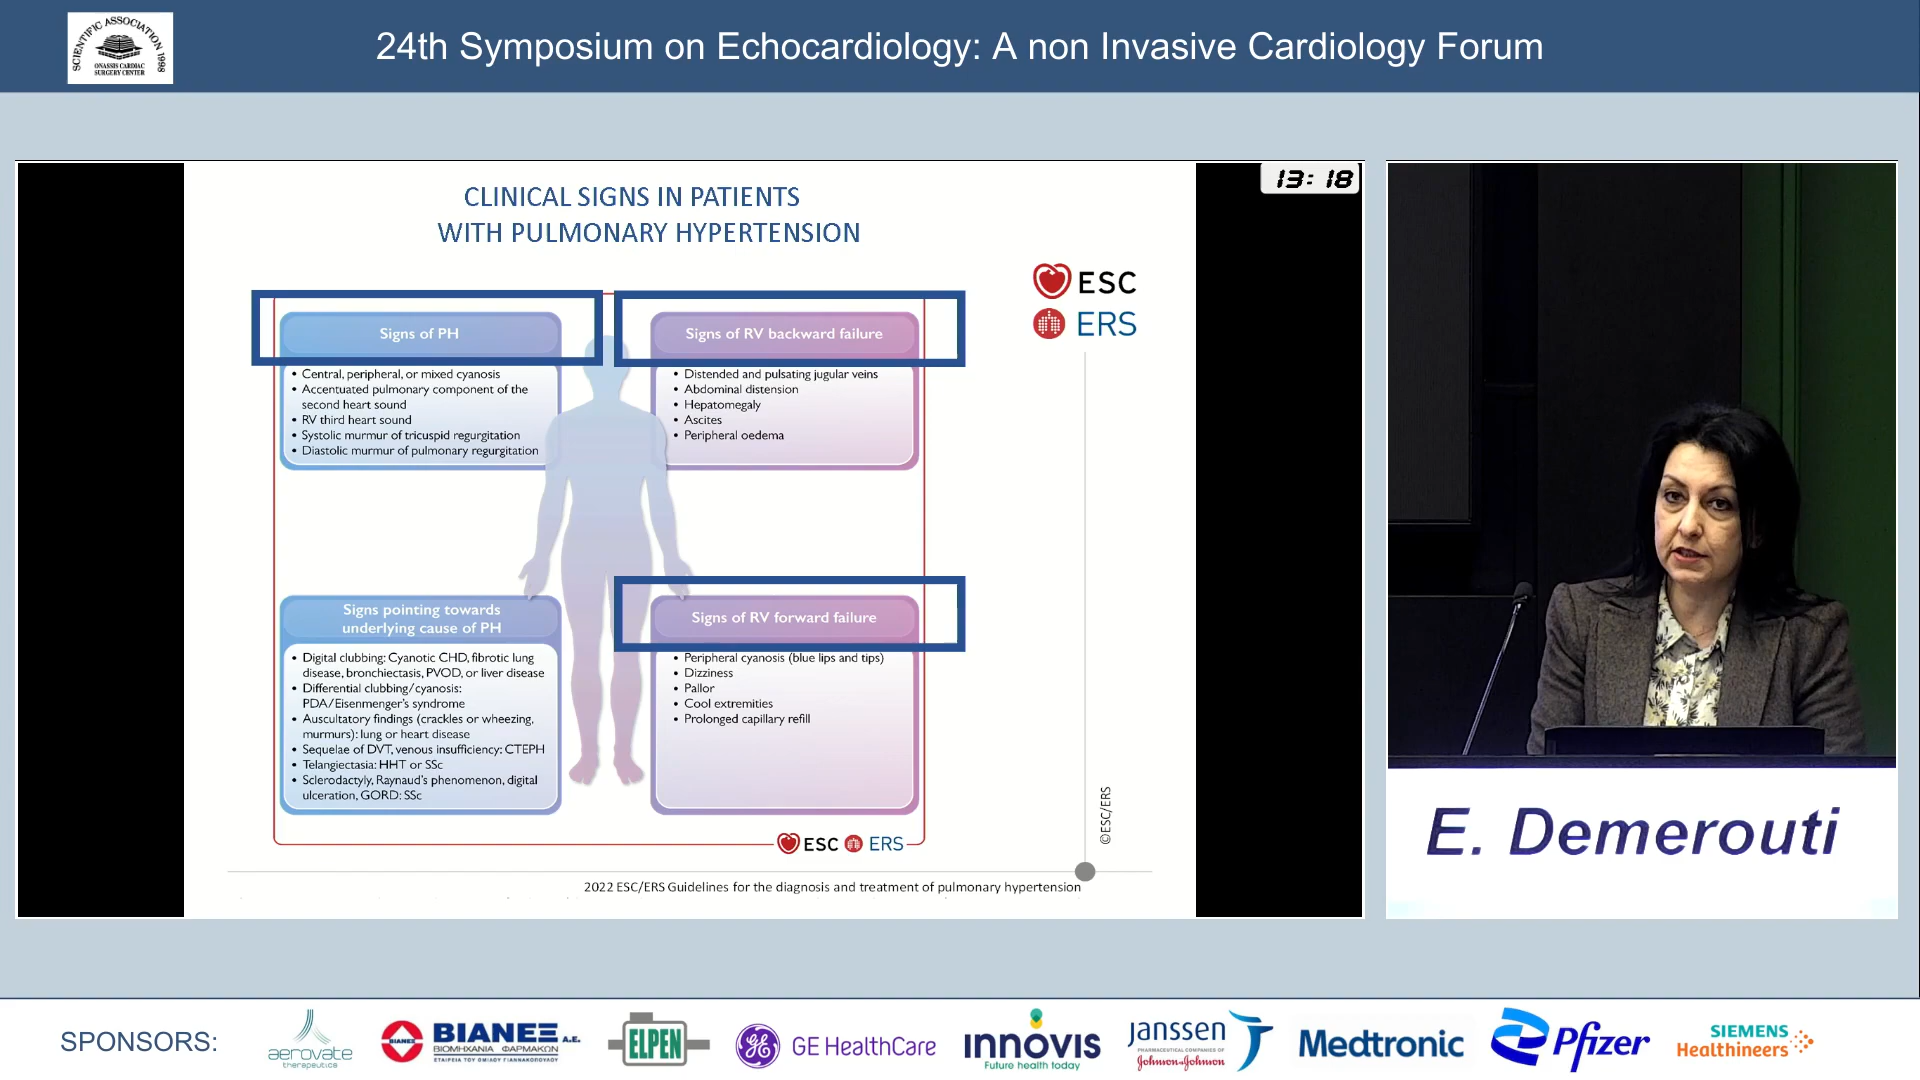 SCIENTIFIC ASSOCIATION 1998
ONASSIS CARDIAC
SURGERY CENTER
24th Symposium on Echocardiology: A non Invasive Cardiology Forum
13:18
CLINICAL SIGNS IN PATIENTS
WITH PULMONARY HYPERTENSION
ESC
ERS
Signs of PH
• Central, peripheral, or mixed cyanosis
• Accentuated pulmonary component of the
second heart sound
• RV third heart sound
• Systolic murmur of tricuspid regurgitation
• Diastolic murmur of pulmonary regurgitation
Signs of RV backward failure
• Distended and pulsating jugular veins
• Abdominal distension
• Hepatomegaly
• Ascites
• Peripheral oedema
Signs pointing towards
underlying cause of PH
• Digital clubbing: Cyanotic CHD, fibrotic lung
disease, bronchiectasis, PVOD, or liver disease
• Differential clubbing/cyanosis:
PDA/Eisenmenger's syndrome
• Auscultatory findings (crackles or wheezing,
murmurs): lung or heart disease
• Sequelae of DVT, venous insufficiency: CTEPH
• Telangiectasia: HHT or SSc
• Sclerodactyly, Raynaud's phenomenon, digital
ulceration, GORD: SSc
Signs of RV forward failure
• Peripheral cyanosis (blue lips and tips)
• Dizziness
• Pallor
• Cool extremities
• Prolonged capillary refill
ESC ERS
©ESC/ERS
2022 ESC/ERS Guidelines for the diagnosis and treatment of pulmonary hypertension
E. Demerouti
SPONSORS:
aerovate
therapeutics
BIANEX
ΒΙΑΝΕΞ Α.Ε.
ΒΙΟΜΗΧΑΝΙΑ ΦΑΡΜΑΚΩΝ
ΕΤΑΙΡΕΙΑ ΤΟΥ ΟΜΙΛΟΥ ΓΙΑΝΝΑΚΟΠΟΥΛΟΥ
ELPEN
GE HealthCare
innovis
Future health today
janssen
PHARMACEUTICAL COMPANIES OF
Johnson & Johnson
Medtronic
Pfizer
SIEMENS
Healthineers